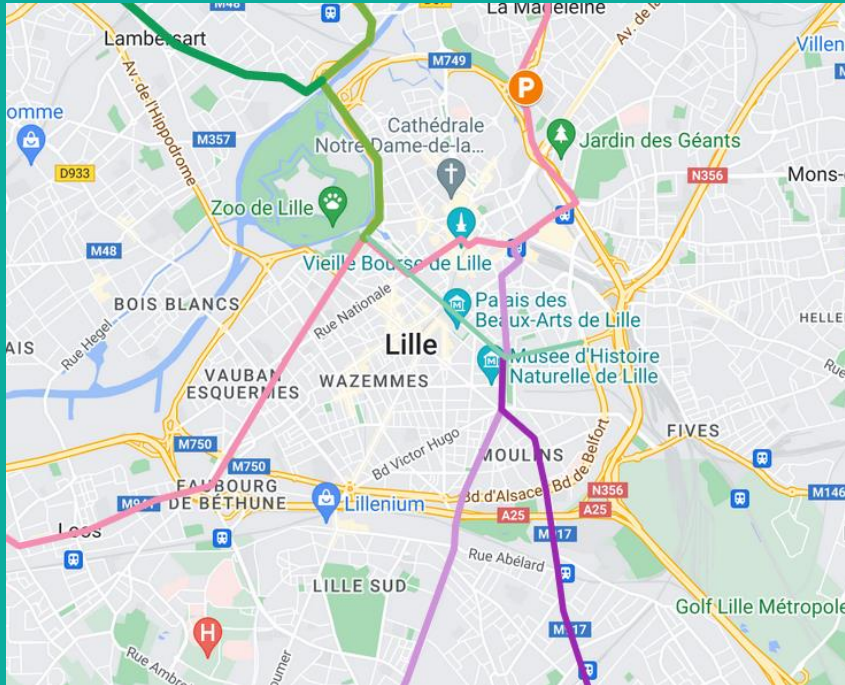 M48
La Madeleine
Av. de la
Lambersart
Villen
M749
Av. de l'Hippodrome
omme
M357
Cathédrale
Notre Dame-de-la...
Jardin des Géants
D933
N356
Mons-
Zoo de Lille
M48
Vieille Bourse de Lille
BOIS BLANCS
Rue Nationale
Palais des
Beaux-Arts de Lille
HELLE
AIS
Rue Hegel
Lille
Musée d'Histoire
Naturelle de Lille
VAUBAN
ESQUERMES
WAZEMMES
Rue
FIVES
M750
Bd Victor Hugo
MOULINS
M750
FAUBOURG
DE BÉTHUNE
Bd d'Alsace
Bd de Belfort
N356
M146
Lillenium
A25
A25
Loos
M917
Rue Abélard
LILLE SUD
Golf Lille Métropole
H
M917
P